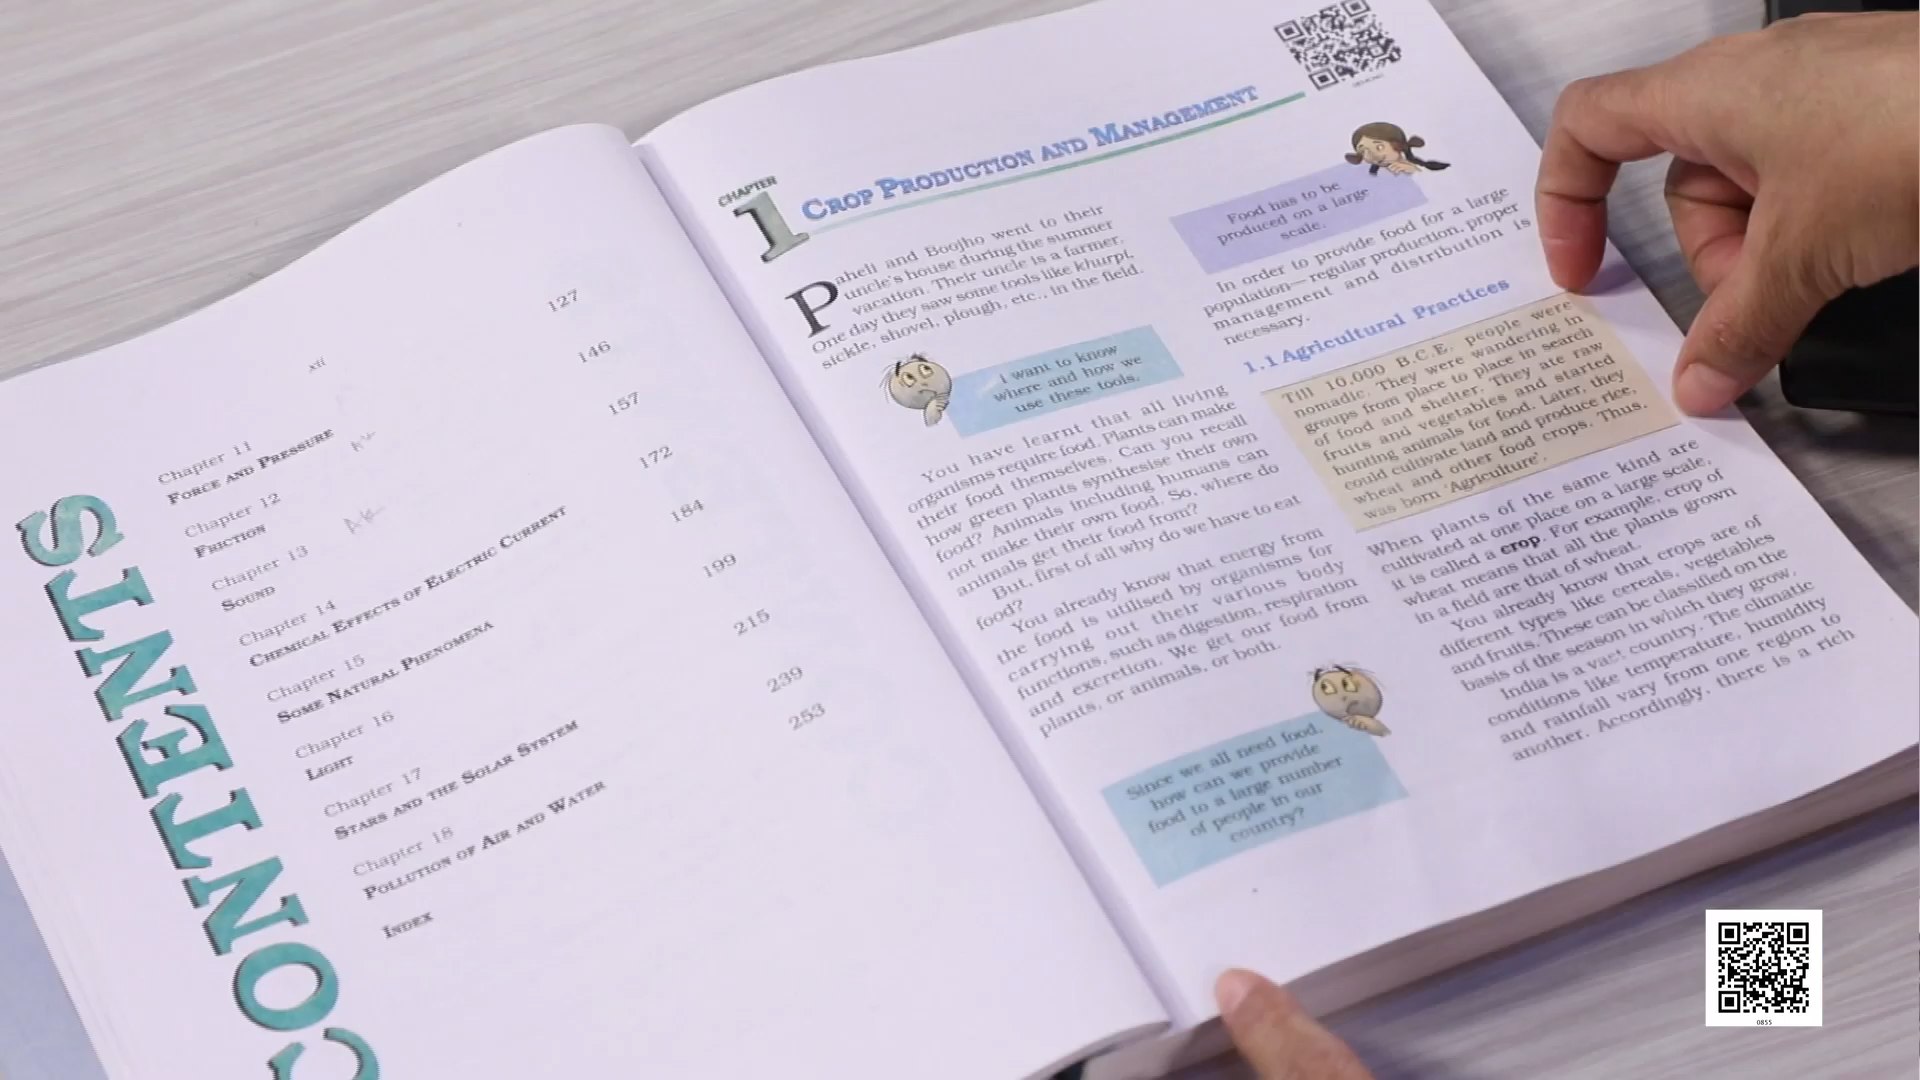 xii
CONTENTS
Chapter 11
FORCE AND PRESSURE
127
Chapter 12
FRICTION
146
Chapter 13
SOUND
157
Chapter 14
CHEMICAL EFFECTS OF ELECTRIC CURRENT
172
Chapter 15
SOME NATURAL PHENOMENA
184
Chapter 16
LIGHT
199
Chapter 17
STARS AND THE SOLAR SYSTEM
215
Chapter 18
POLLUTION OF AIR AND WATER
239
INDEX
253
CHAPTER
1
CROP PRODUCTION AND MANAGEMENT
Paheli and Boojho went to their
uncle's house during the summer
vacation. Their uncle is a farmer.
One day they saw some tools like khurpi,
sickle, shovel, plough, etc., in the field.
I want to know
where and how we
use these tools.
You have learnt that all living
organisms require food. Plants can make
their food themselves. Can you recall
how green plants synthesise their own
food? Animals including humans can
not make their own food. So, where do
animals get their food from?
But, first of all why do we have to eat
food?
You already know that energy from
the food is utilised by organisms for
carrying out their various body
functions, such as digestion, respiration
and excretion. We get our food from
plants, or animals, or both.
Since we all need food,
how can we provide
food to a large number
of people in our
country?
Food has to be
produced on a large
scale.
In order to provide food for a large
population—regular production, proper
management and distribution is
necessary.
1.1 Agricultural Practices
Till 10,000 B.C.E. people were
nomadic. They were wandering in
groups from place to place in search
of food and shelter. They ate raw
fruits and vegetables and started
hunting animals for food. Later, they
could cultivate land and produce rice,
wheat and other food crops. Thus,
was born 'Agriculture'.
When plants of the same kind are
cultivated at one place on a large scale,
it is called a crop. For example, crop of
wheat means that all the plants grown
in a field are that of wheat.
You already know that crops are of
different types like cereals, vegetables
and fruits. These can be classified on the
basis of the season in which they grow.
India is a vast country. The climatic
conditions like temperature, humidity
and rainfall vary from one region to
another. Accordingly, there is a rich
0855